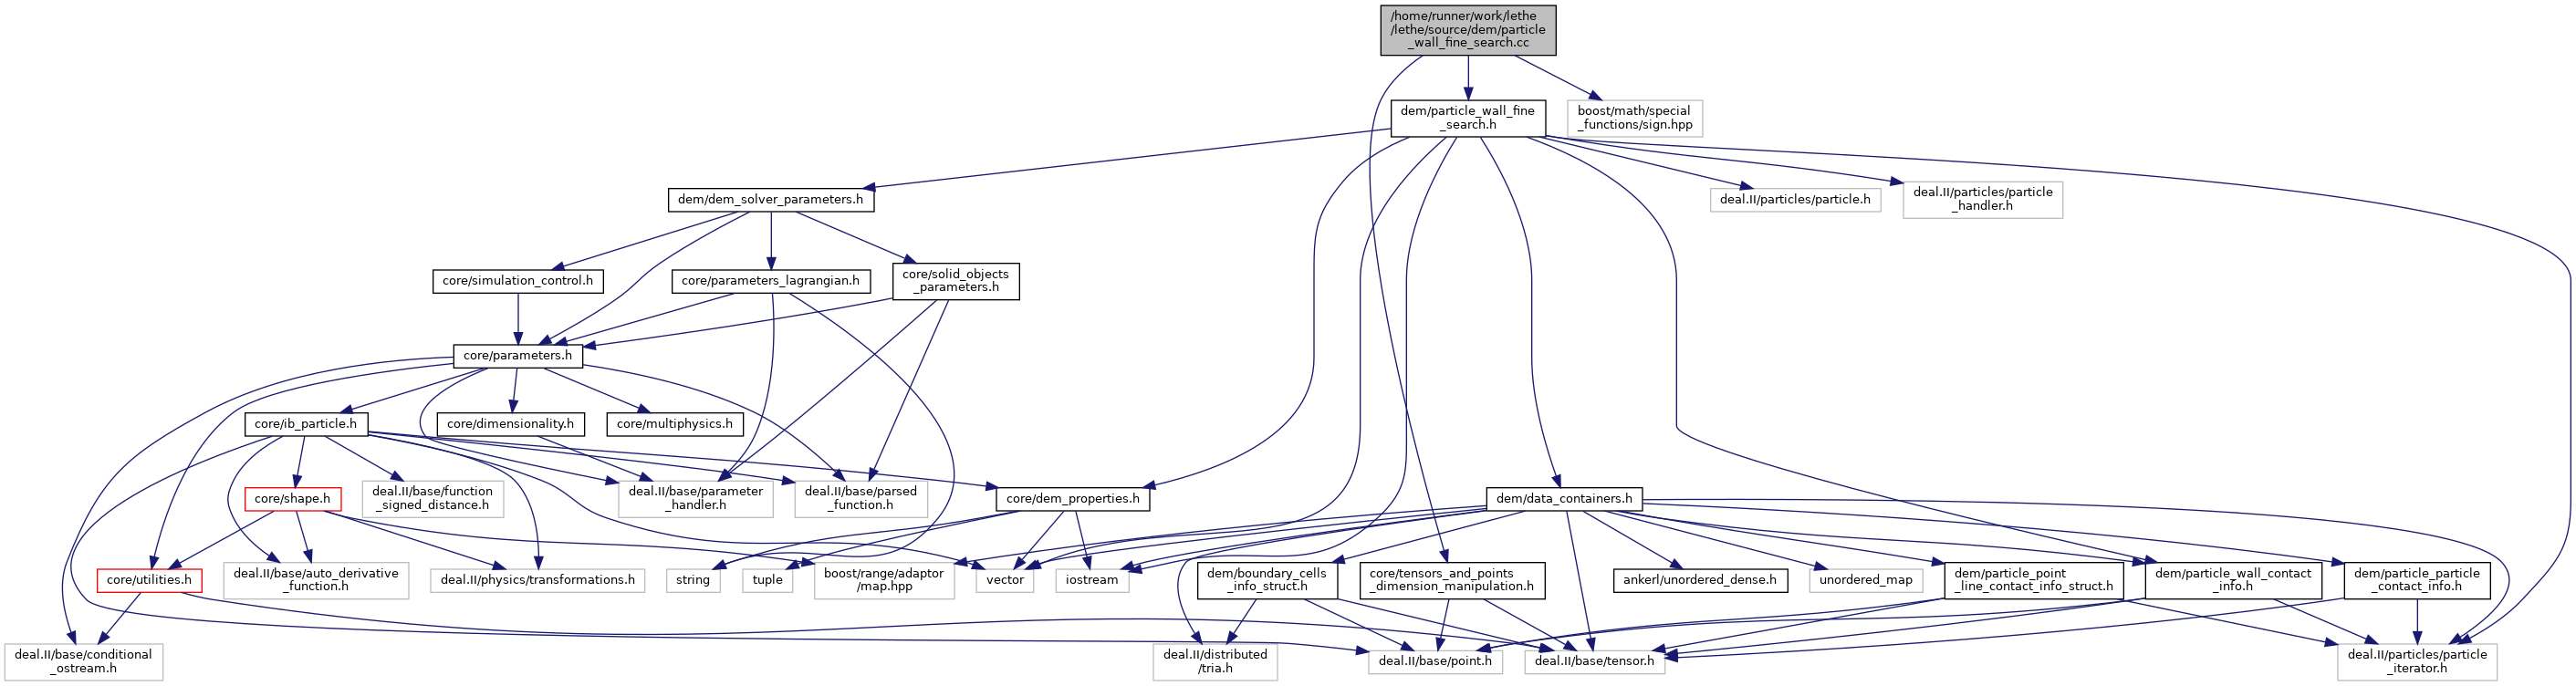 /home/runner/work/lethe
/lethe/source/dem/particle
_wall_fine_search.cc
dem/particle_wall_fine
_search.h
boost/math/special
_functions/sign.hpp
dem/dem_solver_parameters.h
deal.II/particles/particle.h
deal.II/particles/particle
_handler.h
core/simulation_control.h
core/parameters_lagrangian.h
core/solid_objects
_parameters.h
core/parameters.h
core/ib_particle.h
core/dimensionality.h
core/multiphysics.h
core/shape.h
deal.II/base/function
_signed_distance.h
deal.II/base/parameter
_handler.h
deal.II/base/parsed
_function.h
core/dem_properties.h
dem/data_containers.h
core/utilities.h
deal.II/base/auto_derivative
_function.h
deal.II/physics/transformations.h
string
tuple
boost/range/adaptor
/map.hpp
vector
iostream
dem/boundary_cells
_info_struct.h
core/tensors_and_points
_dimension_manipulation.h
ankerl/unordered_dense.h
unordered_map
dem/particle_point
_line_contact_info_struct.h
dem/particle_wall_contact
_info.h
dem/particle_particle
_contact_info.h
deal.II/base/conditional
_ostream.h
deal.II/distributed
/tria.h
deal.II/base/point.h
deal.II/base/tensor.h
deal.II/particles/particle
_iterator.h